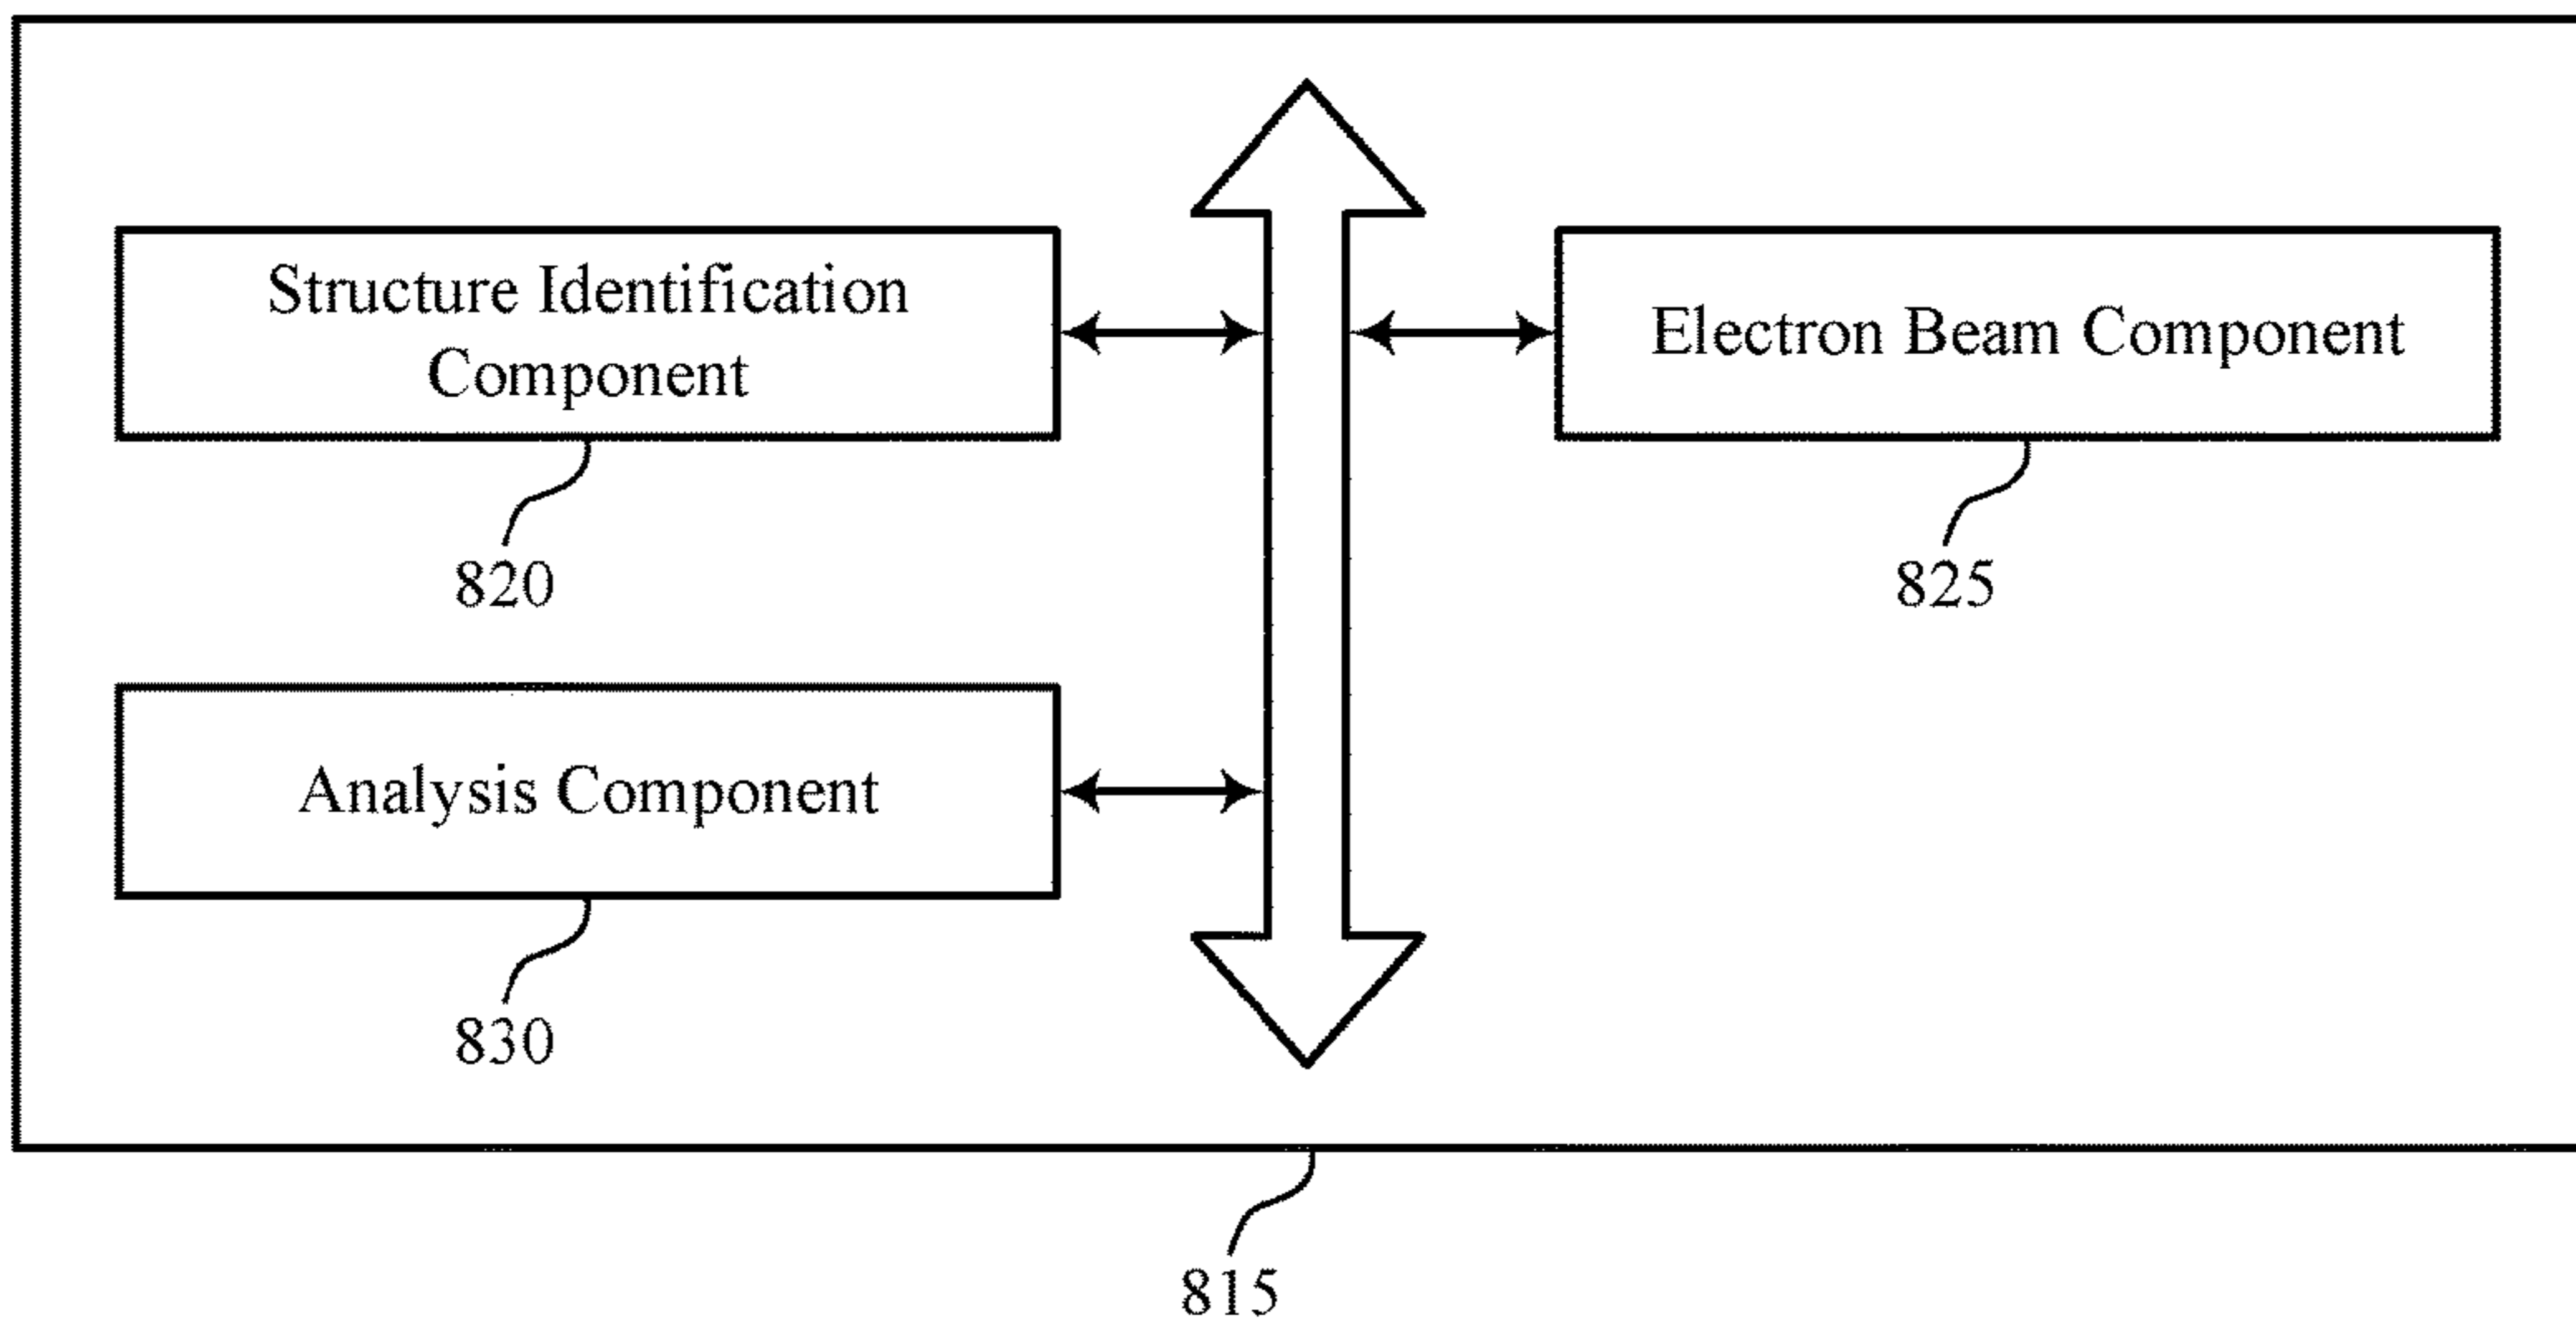 Structure Identification
Component
Electron Beam Component
820
825
Analysis Component
830
815